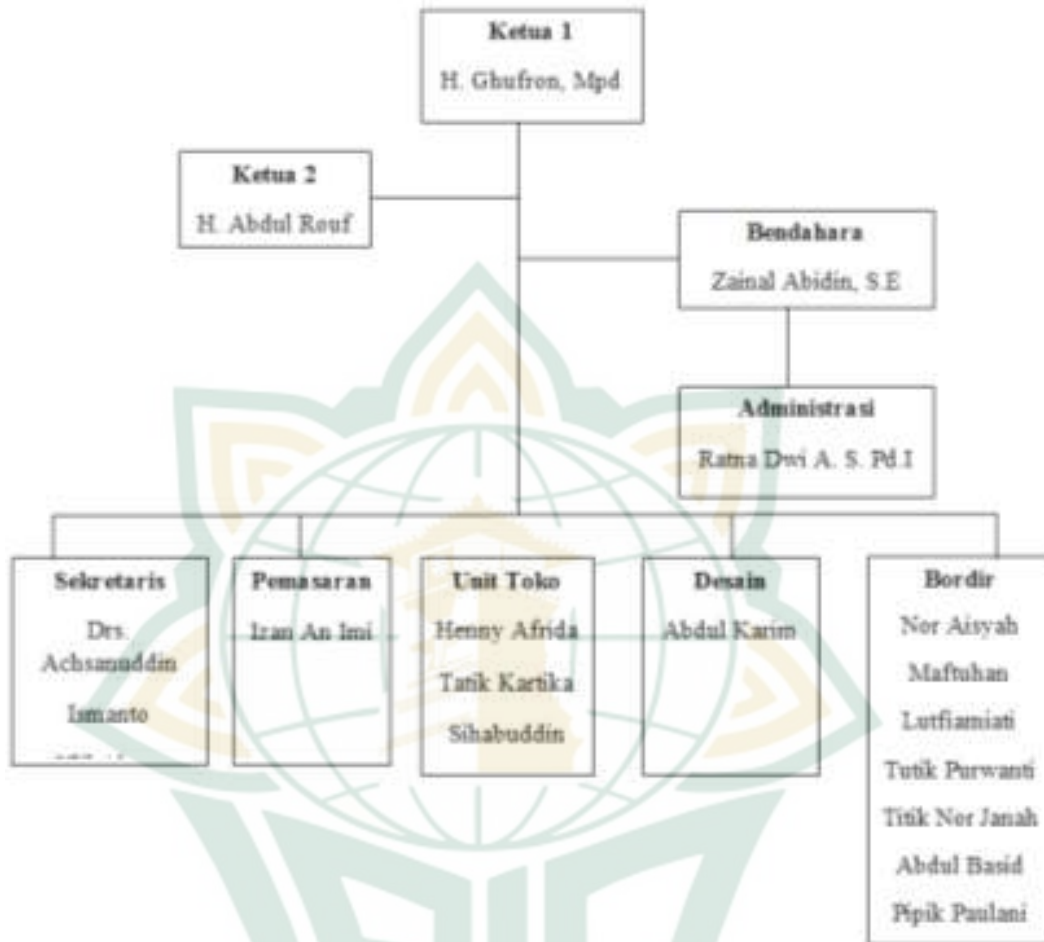 Ketua 1
H. Ghufron, Mpd
Ketua 2
H. Abdul Rouf
Bendahara
Zainal Abidin, S.E
Administrasi
Ratna Dwi A. S. Pd.I
Sekretaris
Drs.
Achsanuddin
Ismanto
Pemasaran
Izan An Imi
Unit Toko
Henny Afrida
Tatik Kartika
Sihabuddin
Desain
Abdul Karim
Bordir
Nor Aisyah
Maftuhan
Lutfiamiati
Tutik Purwanti
Titik Nor Janah
Abdul Basid
Pipik Paulani